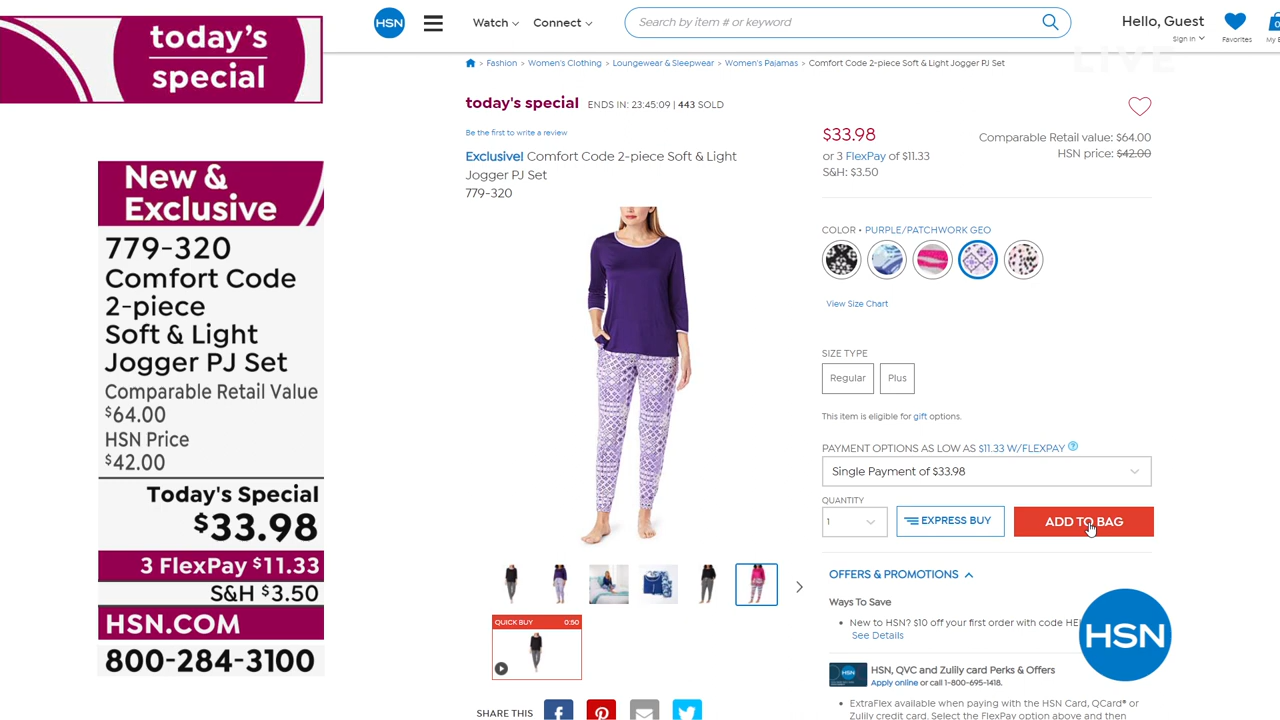 today's
special
New &
Exclusive
779-320
Comfort Code
2-piece
Soft & Light
Jogger PJ Set
Comparable Retail Value
$64.00
HSN Price
$42.00
Today's Special
$33.98
3 FlexPay $11.33
S&H $3.50
HSN.COM
800-284-3100
HSN
Watch
Connect
Search by item # or keyword
Hello, Guest
Sign In
Favorites
0
LIVE
> Fashion > Women's Clothing > Loungewear & Sleepwear > Women's Pajamas > Comfort Code 2-piece Soft & Light Jogger PJ Set
today's special ENDS IN: 23:45:09 | 443 SOLD
Be the first to write a review
Exclusive! Comfort Code 2-piece Soft & Light
Jogger PJ Set
779-320
$33.98
or 3 FlexPay of $11.33
S&H: $3.50
Comparable Retail value: $64.00
HSN price: $42.00
COLOR • PURPLE/PATCHWORK GEO
View Size Chart
SIZE TYPE
Regular
Plus
This item is eligible for gift options.
PAYMENT OPTIONS AS LOW AS $11.33 W/FLEXPAY ?
Single Payment of $33.98
QUANTITY
1
EXPRESS BUY
ADD TO BAG
QUICK BUY 0:50
SHARE THIS
OFFERS & PROMOTIONS
Ways To Save
• New to HSN? $10 off your first order with code
See Details
HSN
HSN, QVC and Zulily card Perks & Offers
Apply online or call 1-800-695-1418.
• ExtraFlex available when paying with the HSN Card, QCard® or
Zulily credit card. Select the FlexPay option above and then